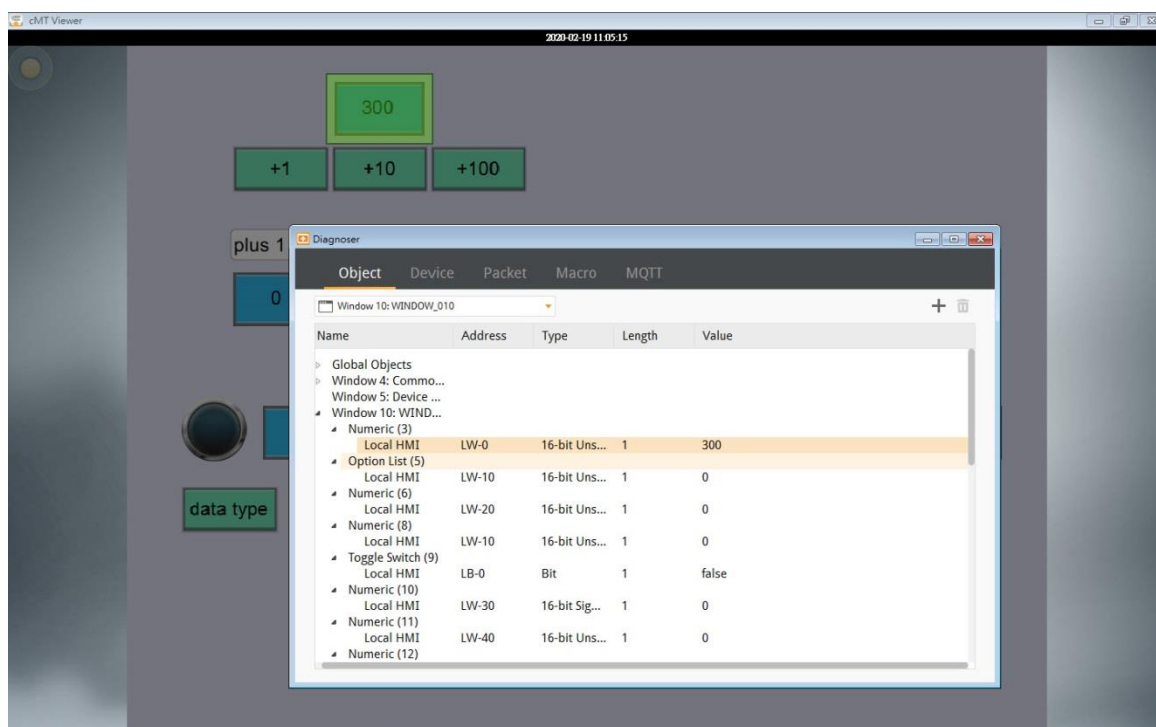 cMT Viewer
2020-02-19 11:05:15
300
+1 +10 +100
plus 1
0
data type
Diagnoser
Object Device Packet Macro MQTT
Window 10: WINDOW_010
Name Address Type Length Value
Global Objects
Window 4: Commo...
Window 5: Device ...
Window 10: WIND...
Numeric (3)
Local HMI LW-0 16-bit Uns... 1 300
Option List (5)
Local HMI LW-10 16-bit Uns... 1 0
Numeric (6)
Local HMI LW-20 16-bit Uns... 1 0
Numeric (8)
Local HMI LW-10 16-bit Uns... 1 0
Toggle Switch (9)
Local HMI LB-0 Bit 1 false
Numeric (10)
Local HMI LW-30 16-bit Sig... 1 0
Numeric (11)
Local HMI LW-40 16-bit Uns... 1 0
Numeric (12)